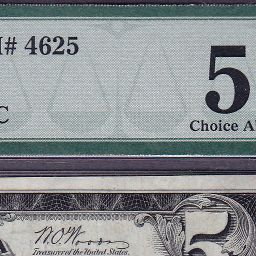 # 4625
5
C
Choice A
W.O. Woods
Treasurer of the United States.
5